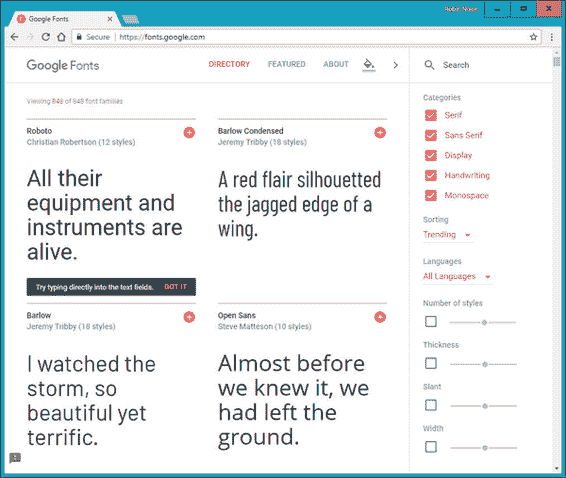 Robin Noon
Google Fonts
Secure | https://fonts.google.com
Google Fonts DIRECTORY FEATURED ABOUT Search
Viewing 848 of 848 font families
Roboto
Christian Robertson (12 styles)
All their
equipment and
instruments are
alive.
Try typing directly into the text fields. GOT IT
Barlow Condensed
Jeremy Tribby (18 styles)
A red flair silhouetted
the jagged edge of a
wing.
Barlow
Jeremy Tribby (18 styles)
I watched the
storm, so
beautiful yet
terrific.
Open Sans
Steve Matteson (10 styles)
Almost before
we knew it, we
had left the
ground.
Categories
Serif
Sans Serif
Display
Handwriting
Monospace
Sorting
Trending
Languages
All Languages
Number of styles
Thickness
Slant
Width